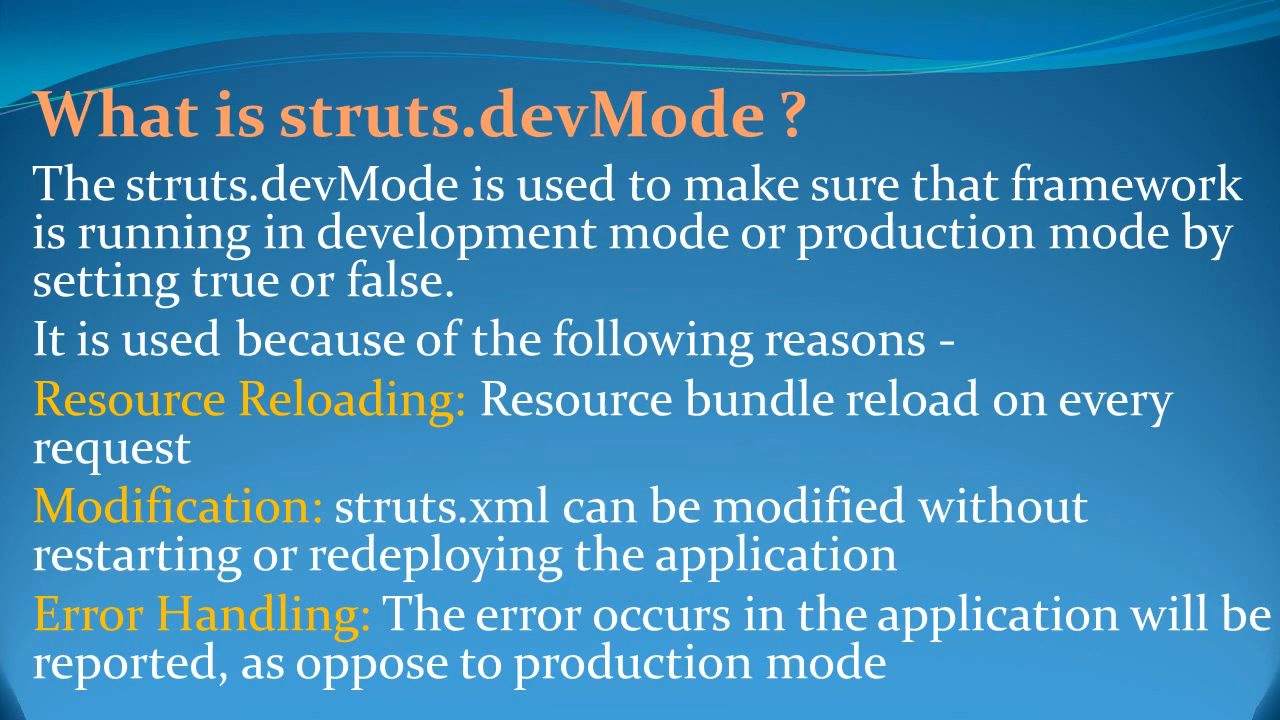 What is struts.devMode ?
The struts.devMode is used to make sure that framework
is running in development mode or production mode by
setting true or false.
It is used because of the following reasons -
Resource Reloading: Resource bundle reload on every
request
Modification: struts.xml can be modified without
restarting or redeploying the application
Error Handling: The error occurs in the application will be
reported, as oppose to production mode